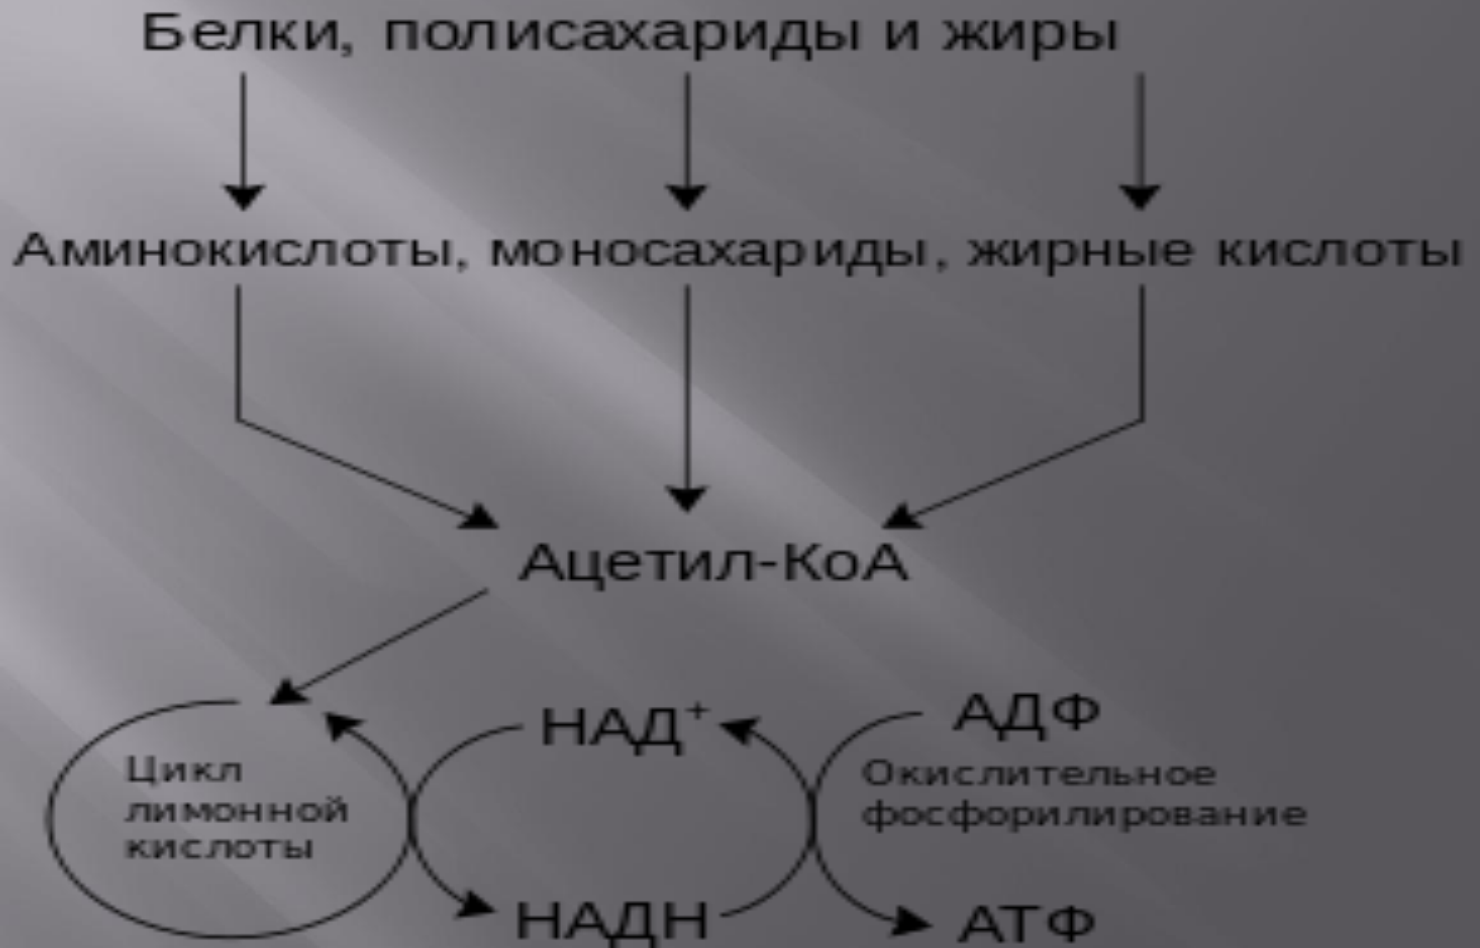 Белки, полисахариды и жиры
Аминокислоты, моносахариды, жирные кислоты
Ацетил-КоА
Цикл
лимонной
кислоты
НАД⁺
НАДН
АДФ
Окислительное
фосфорилирование
АТФ